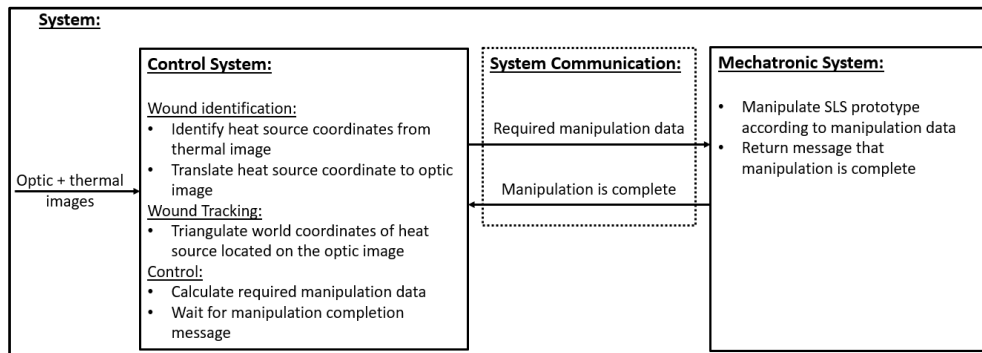 System:
Control System:
Wound identification:
• Identify heat source coordinates from
thermal image
• Translate heat source coordinate to optic
image
Wound Tracking:
• Triangulate world coordinates of heat
source located on the optic image
Control:
• Calculate required manipulation data
• Wait for manipulation completion
message
Optic + thermal
images
System Communication:
Required manipulation data
Manipulation is complete
Mechatronic System:
• Manipulate SLS prototype
according to manipulation data
• Return message that
manipulation is complete